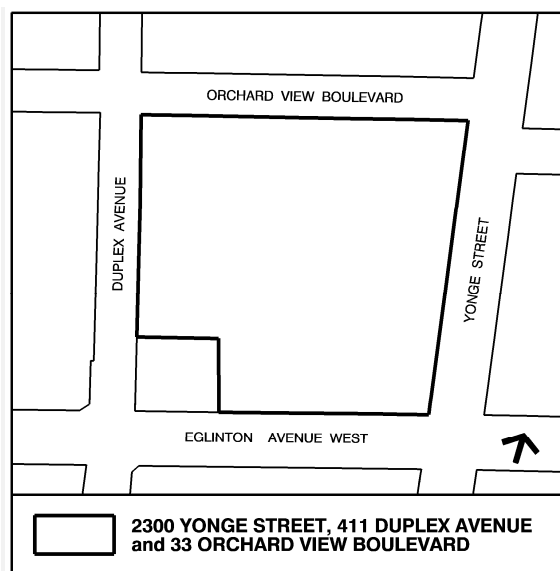 ORCHARD VIEW BOULEVARD
DUPLEX AVENUE
YONGE STREET
EGLINTON AVENUE WEST
2300 YONGE STREET, 411 DUPLEX AVENUE
and 33 ORCHARD VIEW BOULEVARD